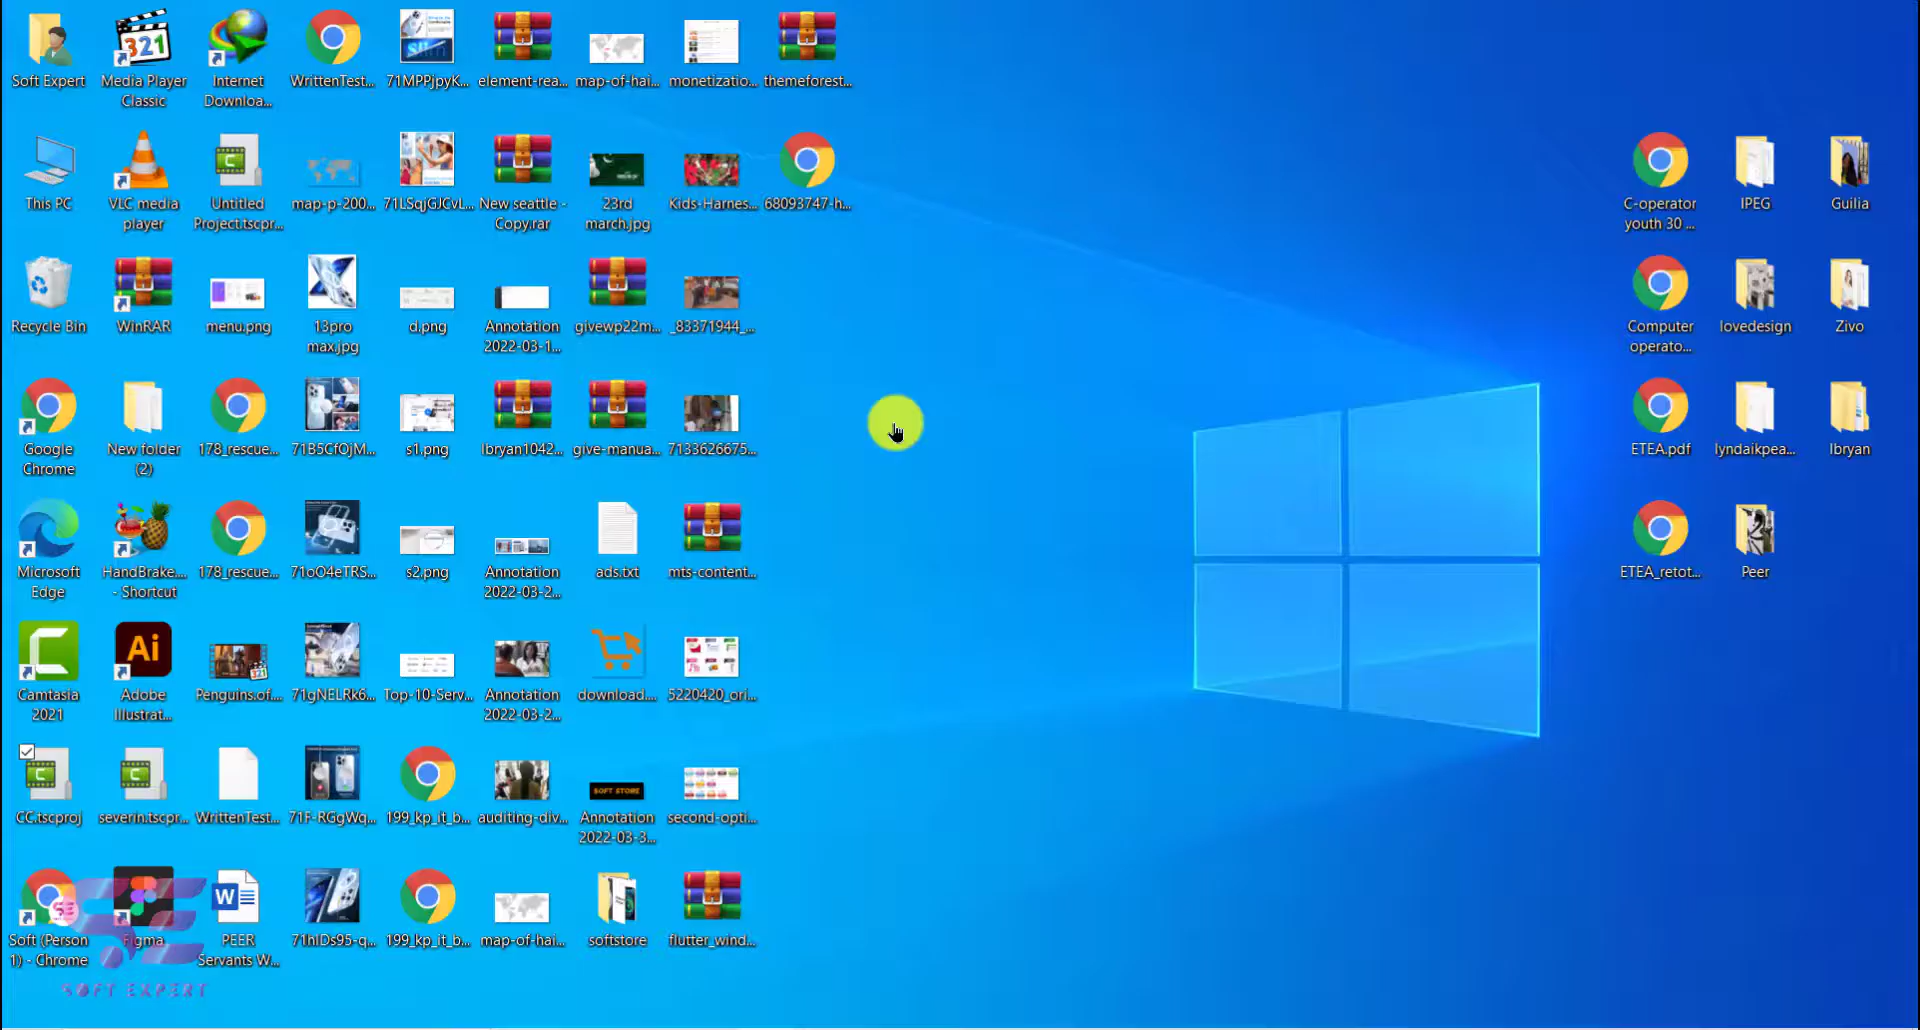 Soft Expert
Media Player
Classic
Internet
Downloa...
WrittenTest...
71MPPjpyK...
element-rea...
map-of-hai...
monetizatio...
themeforest...
This PC
VLC media
player
Untitled
Project.tscpr...
map-p-200...
71LSqjGJCvL...
New seattle -
Copy.rar
23rd
march.jpg
Kids-Harnes...
68093747-h...
C-operator
youth 30 ...
IPEG
Guilia
Recycle Bin
WinRAR
menu.png
13pro
max.jpg
d.png
Annotation
2022-03-1...
givewp22m...
_83371944_...
Computer
operato...
lovedesign
Zivo
Google
Chrome
New folder
(2)
178_rescue...
71B5CfOjM...
s1.png
lbryan1042...
give-manua...
7133626675...
ETEA.pdf
lyndaikpea...
lbryan
Microsoft
Edge
HandBrake....
- Shortcut
178_rescue...
71oO4eTRS...
s2.png
Annotation
2022-03-2...
ads.txt
mts-content...
ETEA_retot...
Peer
Camtasia
2021
Adobe
Illustrat...
Penguins.of....
71gNELRk6...
Top-10-Serv...
Annotation
2022-03-2...
download....
5220420_ori...
CC.tscproj
severin.tscpr...
WrittenTest...
71F-RGgWq...
199_kp_it_b...
auditing-div...
SOFT STORE
Annotation
2022-03-3...
second-opti...
Soft (Person
1) - Chrome
Figma
PEER
Servants W...
71hIDs95-q...
199_kp_it_b...
map-of-hai...
softstore
flutter_wind...
SOFT EXPERT